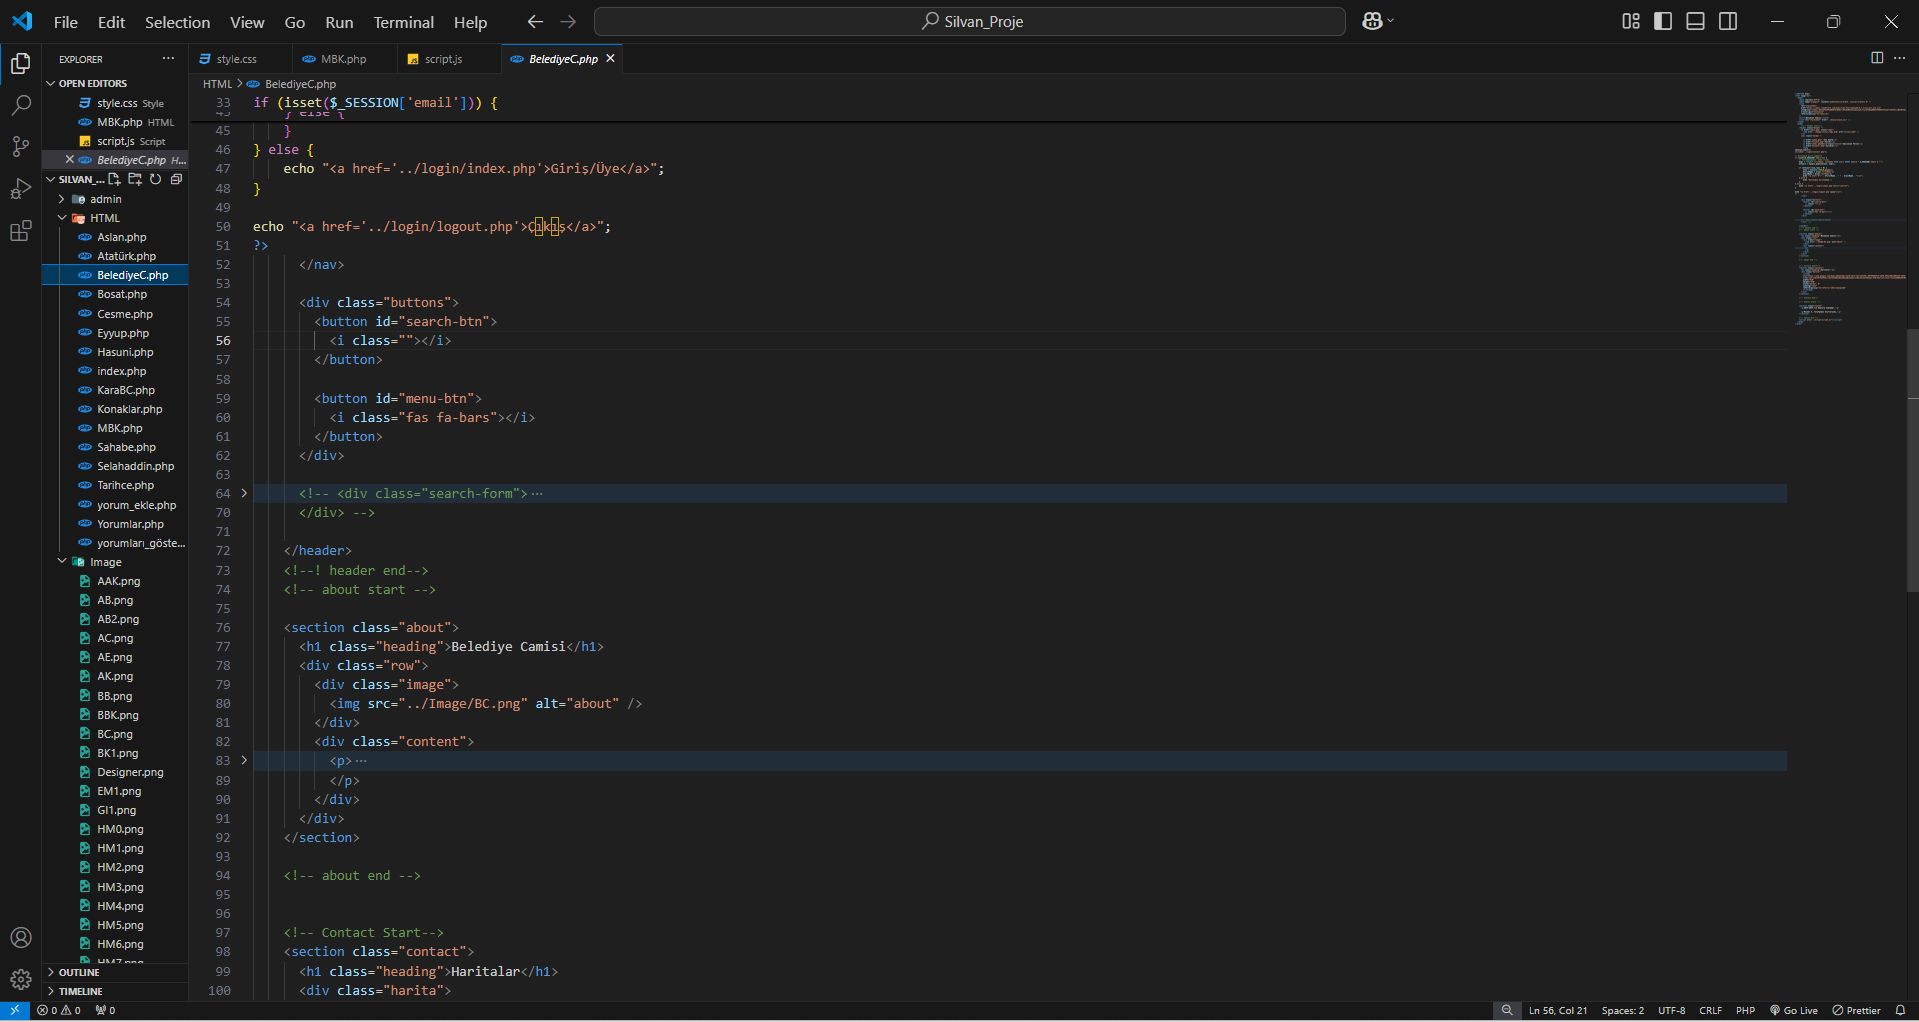 File Edit Selection View Go Run Terminal Help
Silvan_Proje
EXPLORER
OPEN EDITORS
style.css Style
MBK.php HTML
script.js Script
BelediyeC.php H...
SILVAN_...
admin
HTML
Aslan.php
Atatürk.php
BelediyeC.php
Bosat.php
Cesme.php
Eyyup.php
Hasuni.php
index.php
KaraBC.php
Konaklar.php
MBK.php
Sahabe.php
Selahaddin.php
Tarihce.php
yorum_ekle.php
Yorumlar.php
yorumları_göste...
Image
AAK.png
AB.png
AB2.png
AC.png
AE.png
AK.png
BB.png
BBK.png
BC.png
BK1.png
Designer.png
EM1.png
GI1.png
HM0.png
HM1.png
HM2.png
HM3.png
HM4.png
HM5.png
HM6.png
HM7.png
OUTLINE
TIMELINE
style.css MBK.php script.js BelediyeC.php
HTML > BelediyeC.php
33 if (isset($_SESSION['email'])) {
} else {
45 }
46 } else {
47 echo "<a href='../login/index.php'>Giriş/Üye</a>";
48 }
49
50 echo "<a href='../login/logout.php'>Çıkış</a>";
51 ?>
52 </nav>
53
54 <div class="buttons">
55 <button id="search-btn">
56 <i class=""></i>
57 </button>
58
59 <button id="menu-btn">
60 <i class="fas fa-bars"></i>
61 </button>
62 </div>
63
64 <!-- <div class="search-form"> ...
70 </div> -->
71
72 </header>
73 <!--! header end-->
74 <!-- about start -->
75
76 <section class="about">
77 <h1 class="heading">Belediye Camisi</h1>
78 <div class="row">
79 <div class="image">
80 <img src="../Image/BC.png" alt="about" />
81 </div>
82 <div class="content">
83 <p> ...
89 </p>
90 </div>
91 </div>
92 </section>
93
94 <!-- about end -->
95
96
97 <!-- Contact Start-->
98 <section class="contact">
99 <h1 class="heading">Haritalar</h1>
100 <div class="harita">
0 0 0
Ln 56, Col 21 Spaces: 2 UTF-8 CRLF PHP Go Live Prettier